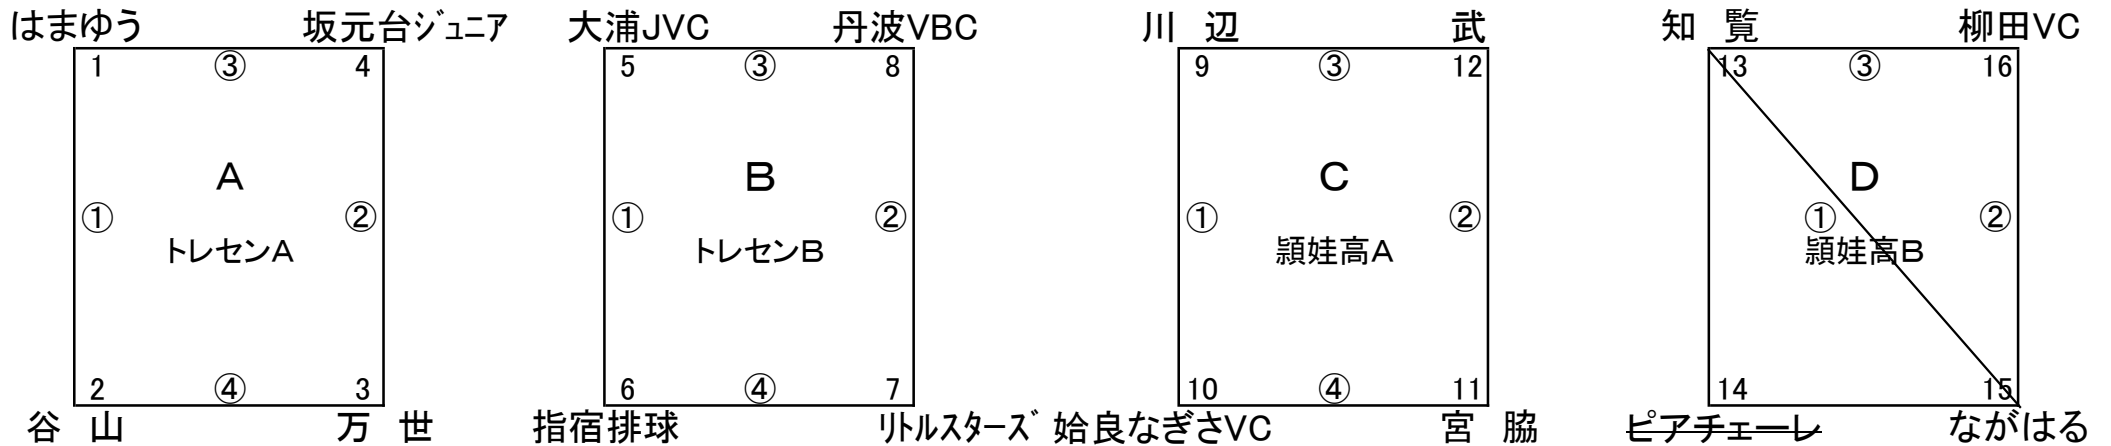 はまゆう 坂元台ｼﾞｭﾆｱ 大浦JVC 丹波VBC 川 辺 武 知 覧 柳田VC
1 ③ 4 5 ③ 8 9 ③ 12 13 ③ 16
A B C D
① ② ① ② ① ② ① ②
トレセンA トレセンB 頴娃高A 頴娃高B
2 ④ 3 6 ④ 7 10 ④ 11 14 15
谷 山 万 世 指宿排球 ﾘﾄﾙｽﾀｰｽﾞ 姶良なぎさVC 宮 脇 ピアチェーレ ながはる